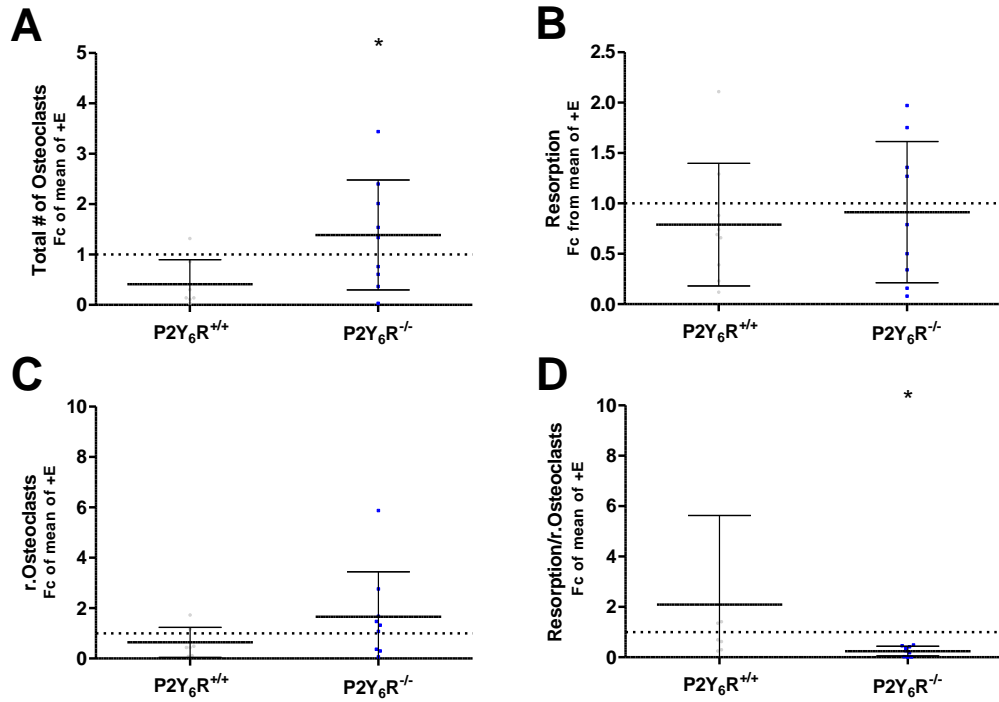 A
Total # of Osteoclasts
Fc of mean of +E
5
4
3
2
1
0
*
P2Y₆R⁺/⁺
P2Y₆R⁻/⁻
B
Resorption
Fc from mean of +E
2.5
2.0
1.5
1.0
0.5
0.0
P2Y₆R⁺/⁺
P2Y₆R⁻/⁻
C
r.Osteoclasts
Fc of mean of +E
10
8
6
4
2
0
P2Y₆R⁺/⁺
P2Y₆R⁻/⁻
D
Resorption/r.Osteoclasts
Fc of mean of +E
10
8
6
4
2
0
*
P2Y₆R⁺/⁺
P2Y₆R⁻/⁻